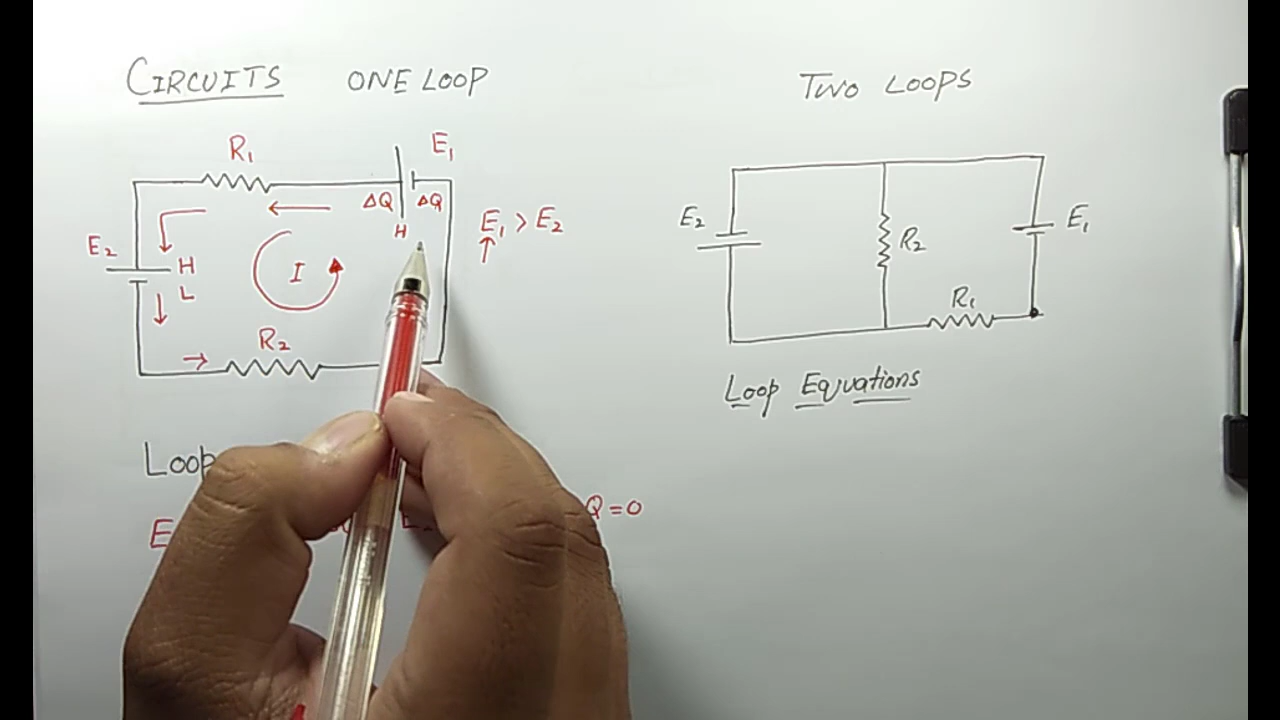 CIRCUITS ONE LOOP
R₁
E₁
ΔQ ΔQ
H
E₁ > E₂
E₂
H
L
I
R₂
Loop
E
Q = 0
TWO LOOPS
E₂
R₂
E₁
R₁
Loop Equations